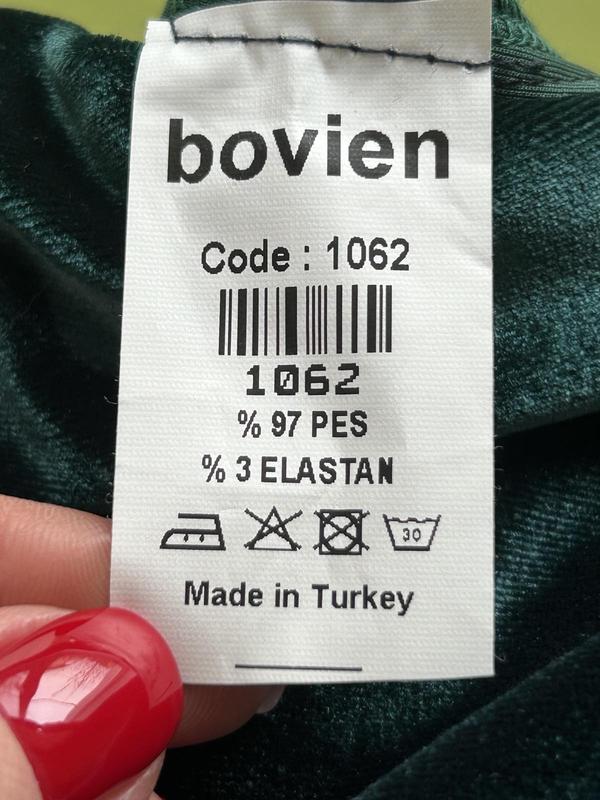 bovien
Code : 1062
1062
% 97 PES
% 3 ELASTAN
30
Made in Turkey